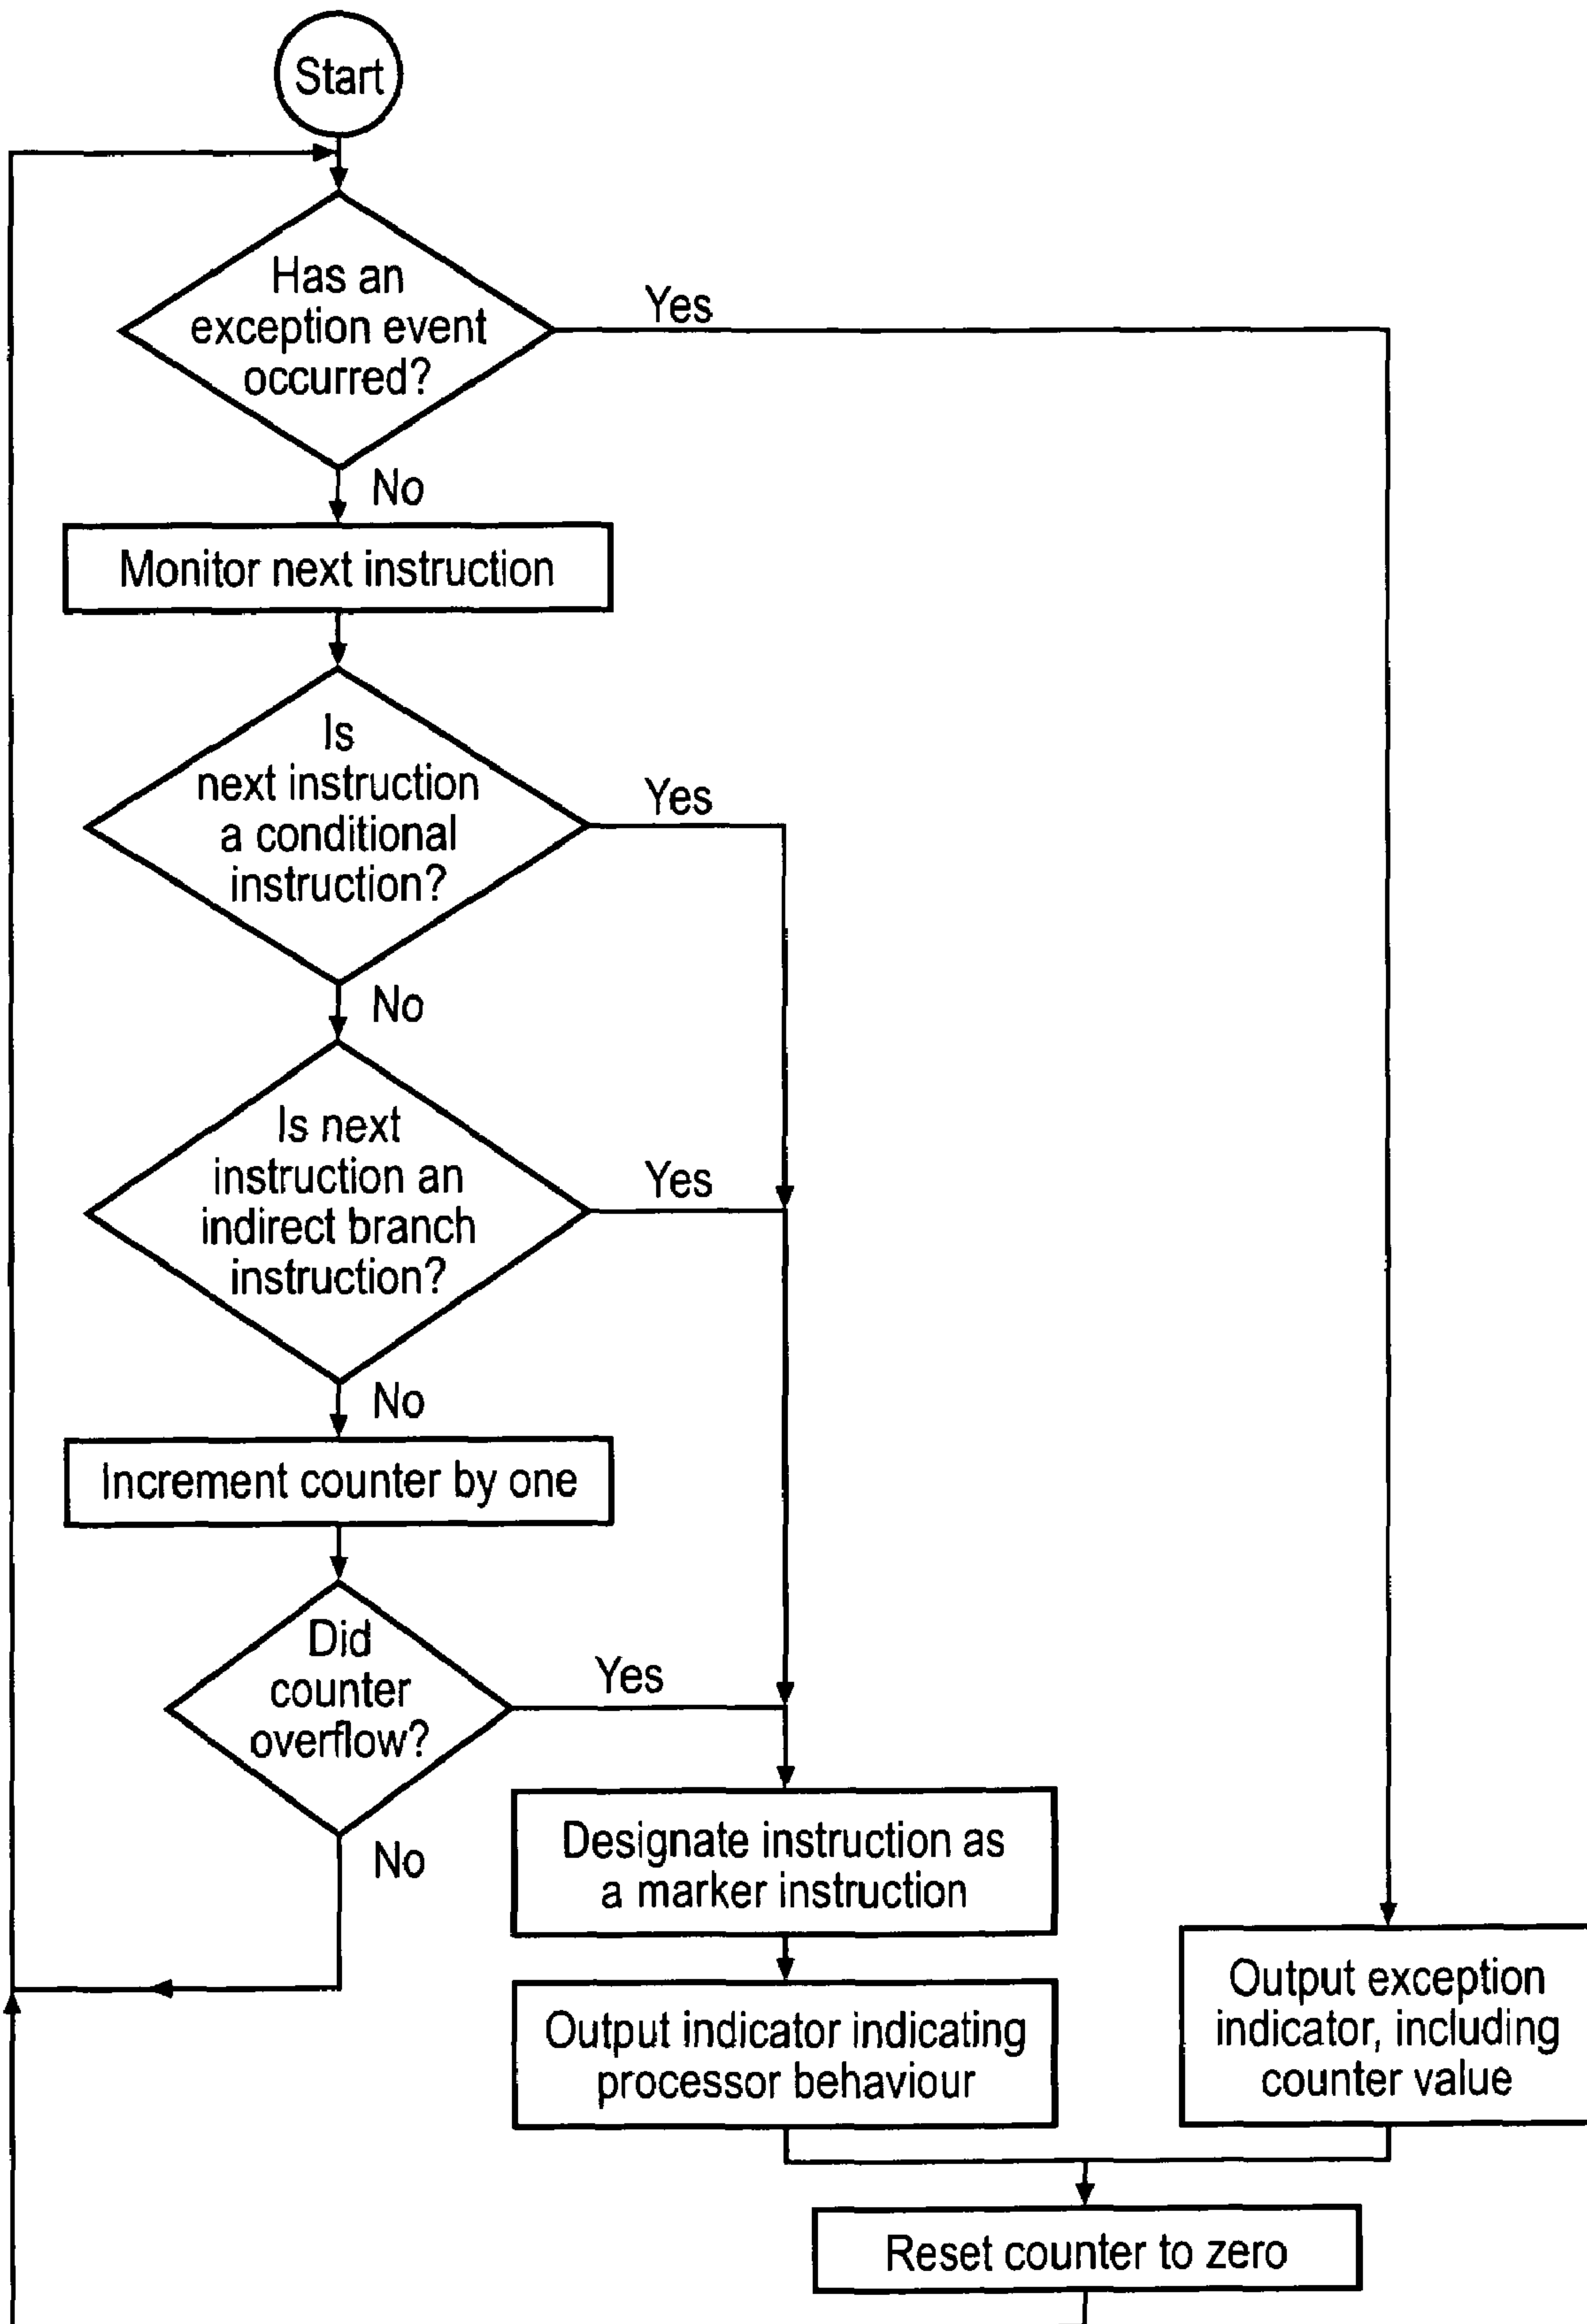 Start
Has an
exception event
occurred?
Yes
No
Monitor next instruction
Is
next instruction
a conditional
instruction?
Yes
No
Is next
instruction an
indirect branch
instruction?
Yes
No
Increment counter by one
Did
counter
overflow?
Yes
No
Designate instruction as
a marker instruction
Output indicator indicating
processor behaviour
Output exception
indicator, including
counter value
Reset counter to zero